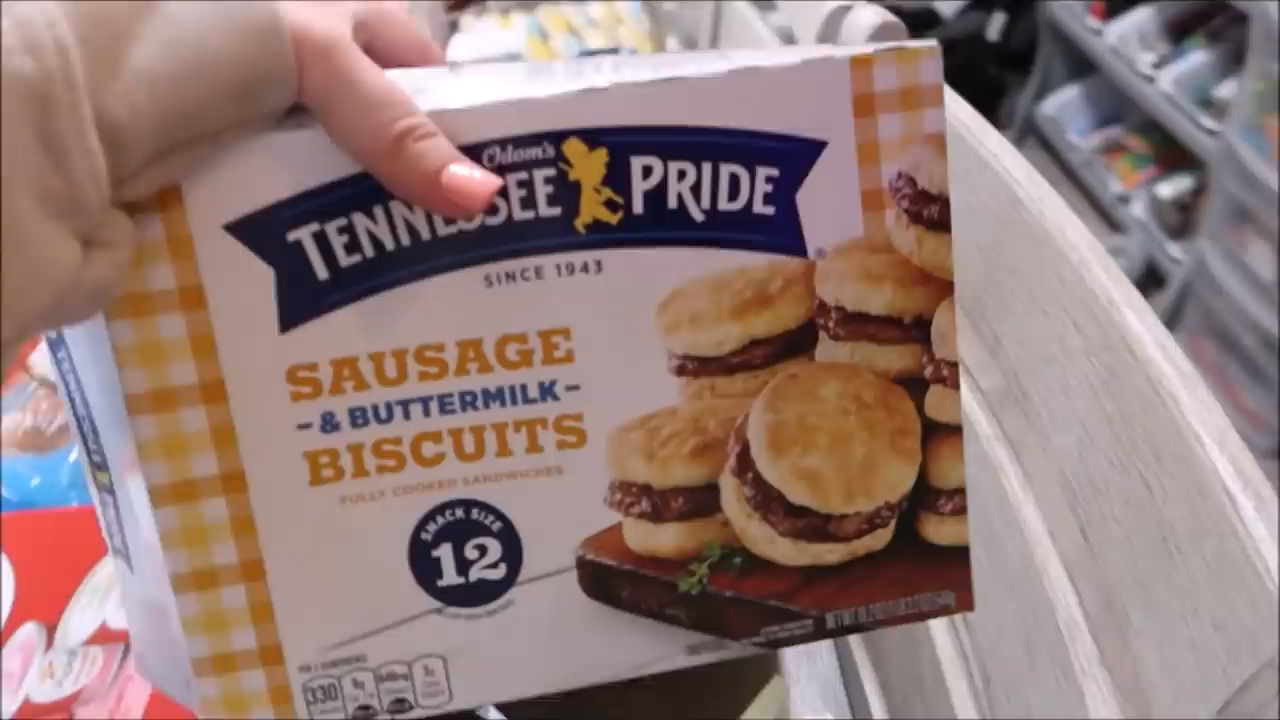 Odom's
TENNESSEE PRIDE
SINCE 1943
SAUSAGE
- & BUTTERMILK -
BISCUITS
FULLY COOKED SANDWICHES
SNACK SIZE
12
330